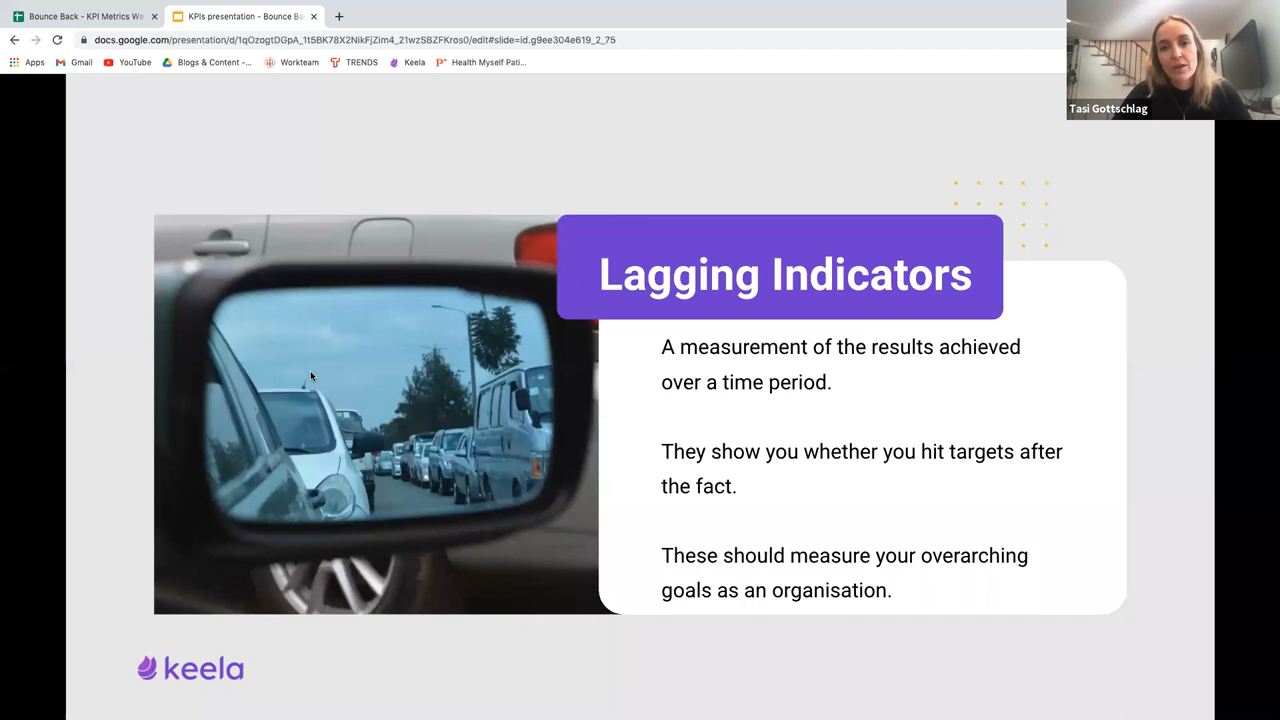 Bounce Back - KPI Metrics We
KPIs presentation - Bounce Ba
docs.google.com/presentation/d/1qOzogtDGpA_1t5BK78X2NikFjZim4_21wzSBZFKros0/edit#slide=id.g9ee304e619_2_75
Apps Gmail YouTube Blogs & Content -... Workteam TRENDS Keela Health Myself Pati...
Tasi Gottschlag
Lagging Indicators
A measurement of the results achieved
over a time period.
They show you whether you hit targets after
the fact.
These should measure your overarching
goals as an organisation.
keela